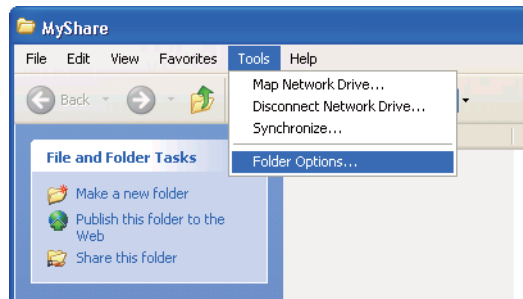 MyShare
File Edit View Favorites Tools Help
Back
Map Network Drive...
Disconnect Network Drive...
Synchronize...
Folder Options...
File and Folder Tasks
Make a new folder
Publish this folder to the
Web
Share this folder